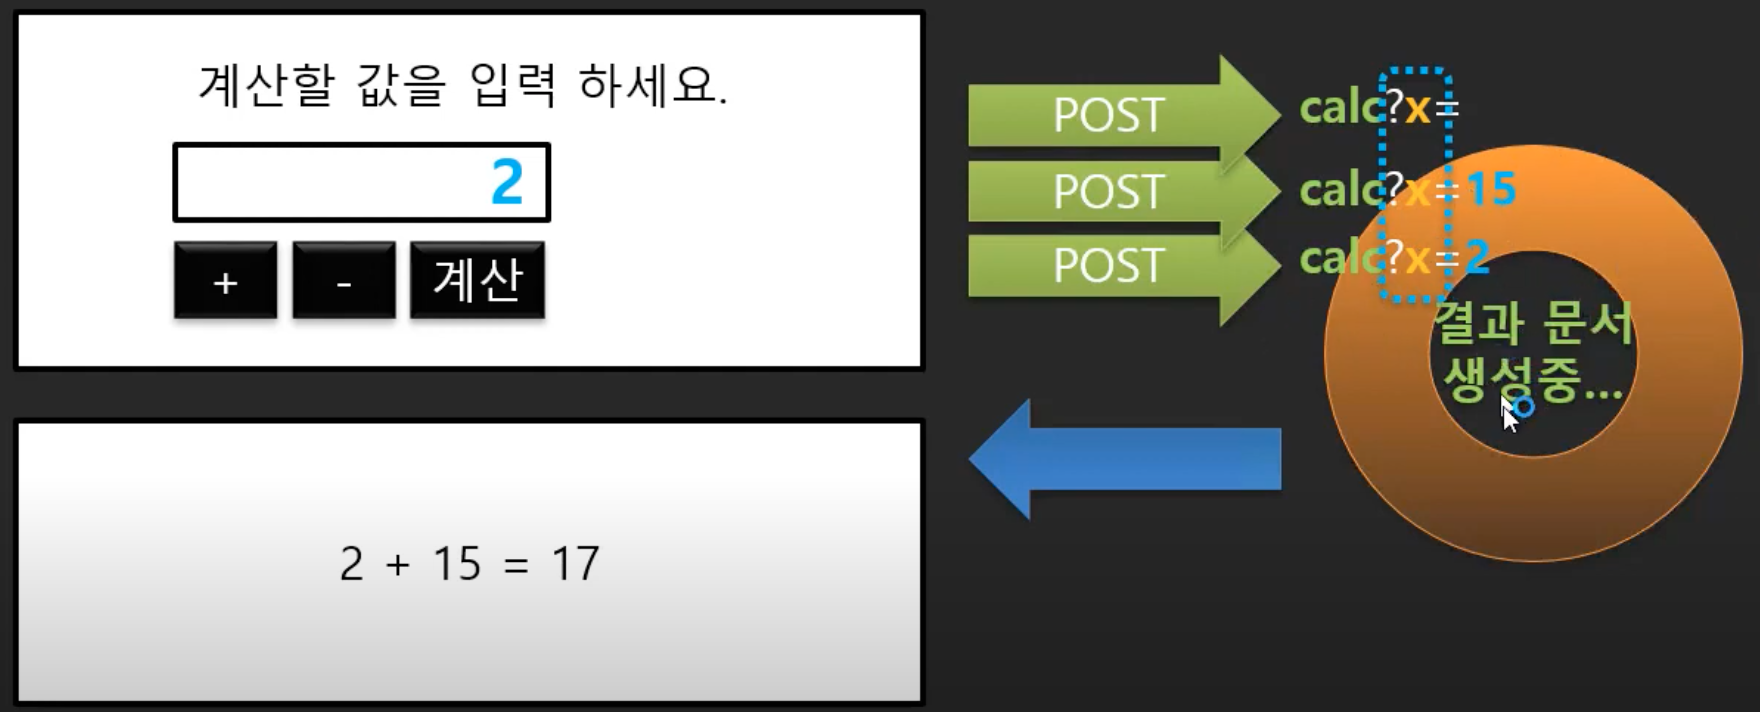 계산할 값을 입력 하세요.
2
+ - 계산
POST calc?x=
POST calc?x=15
POST calc?x=2
결과 문서
생성중...
2 + 15 = 17